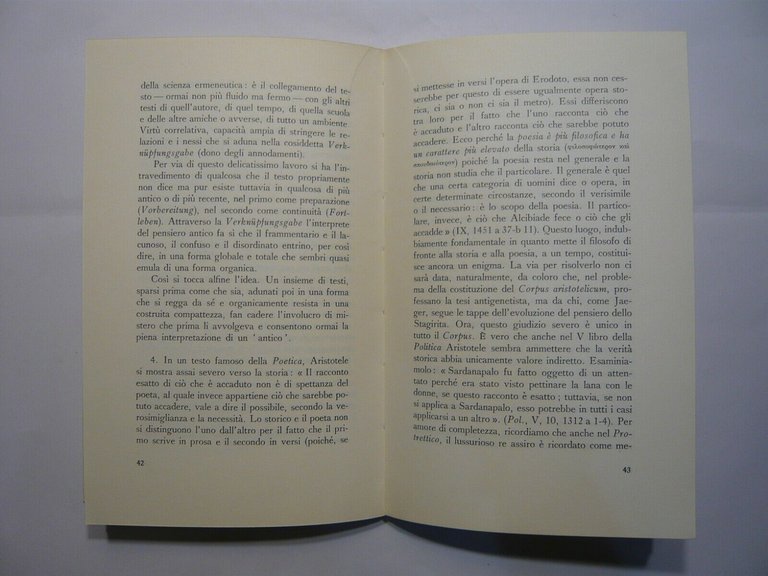 della scienza ermeneutica: è il collegamento del te-
sto — ormai non più fluido ma fermo — con gli altri
testi di quell'autore, di quel tempo, di quella scuola
e delle altre amiche o avverse, di tutto un ambiente
Virtù correlativa, capacità ampia di stringere le re-
lazioni e i nessi che si aduna nella cosiddetta Verk-
nüpfungsgabe (dono degli annodamenti).
Per via di questo delicatissimo lavoro si ha l'in-
travedimento di qualcosa che il testo propriamente
non dice ma pur esiste tuttavia in qualcosa di più
antico o di più recente, nel primo come preparazione
(Vorbereitung), nel secondo come continuità (Fort-
leben). Attraverso la Verknüpfungsgabe l'interprete
del pensiero antico fa sì che il frammentario e il la-
cunoso, il confuso e il disordinato entrino, per così
dire, in una forma globale e totale che sembri quasi
emula di una forma organica.
Così si tocca alfine l'idea. Un insieme di testi,
sparsi prima come che sia, adunati poi in una forma
che si regga da sé e organicamente resista in una
costruita compattezza, fan cadere l'involucro di mi-
stero che prima li avvolgeva e consentono ormai la
piena interpretazione di un ' antico '.
4. In un testo famoso della Poetica, Aristotele
si mostra assai severo verso la storia: « Il racconto
esatto di ciò che è accaduto non è di spettanza del
poeta, al quale invece appartiene ciò che sarebbe po-
tuto accadere, vale a dire il possibile, secondo la ve-
rosimiglianza e la necessità. Lo storico e il poeta non
si distinguono l'uno dall'altro per il fatto che il pri-
mo scrive in prosa e il secondo in versi (poiché, se
42
si mettesse in versi l'opera di Erodoto, essa non ces-
serebbe per questo di essere ugualmente opera sto-
rica, ci sia o non ci sia il metro). Essi differiscono
tra loro per il fatto che l'uno racconta ciò che
è accaduto e l'altro racconta ciò che sarebbe potuto
accadere. Ecco perché la poesia è più filosofica e ha
un carattere più elevato della storia (φιλοσοφώτερον καὶ
σπουδαιότερον) poiché la poesia resta nel generale e la
storia non studia che il particolare. Il generale è quel
che una certa categoria di uomini dice o opera, in
certe determinate circostanze, secondo il verisimile
o il necessario: è lo scopo della poesia. Il partico-
lare, invece, è ciò che Alcibiade fece o ciò che gli
accadde » (IX, 1451 a 37-b 11). Questo luogo, indub-
biamente fondamentale in quanto mette il filosofo di
fronte alla storia e alla poesia, a un tempo, costitui-
sce ancora un enigma. La via per risolverlo non ci
sarà data, naturalmente, da coloro che, nel proble-
ma della costituzione del Corpus aristotelicum, pro-
fessano la tesi antigenetista, ma da chi, come Jae-
ger, segue le tappe dell'evoluzione del pensiero dello
Stagirita. Ora, questo giudizio severo è unico in
tutto il Corpus. È vero che anche nel V libro della
Politica Aristotele sembra ammettere che la verità
storica abbia unicamente valore indiretto. Esaminia-
molo: « Sardanapalo fu fatto oggetto di un atten-
tato perché era stato visto pettinare la lana con le
donne, se questo racconto è esatto; tuttavia, se non
si applica a Sardanapalo, esso potrebbe in tutti i casi
applicarsi a un altro ». (Pol., V, 10, 1312 a 1-4). Per
amore di completezza, ricordiamo che anche nel Pro-
trettico, il lussurioso re assiro è ricordato come me-
43